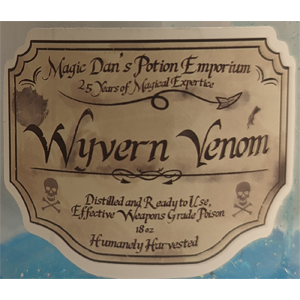 Magic Dan's Potion Emporium
25 Years of Magical Expertice
Wyvern Venom
Distilled and Ready to Use,
Effective Weapons Grade Poison
18 oz
Humanely Harvested